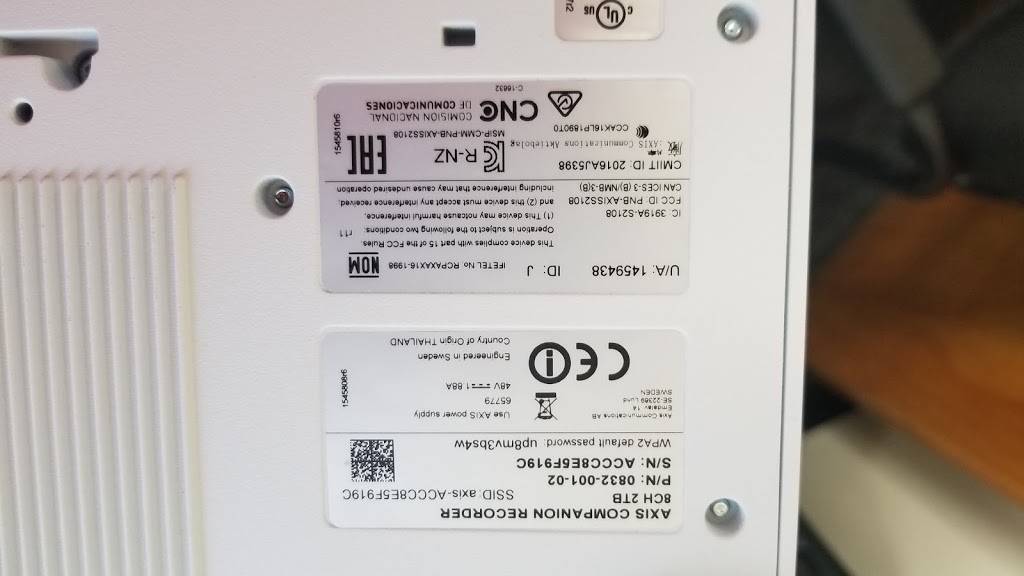 AXIS COMPANION RECORDER
8CH 2TB
P/N: 0832-001-02
S/N: ACCC8E5F919C
SSID: axis-ACCC8E5F919C
WPA2 default password: up8mv3bs4w
Axis Communications AB
Emdalav. 14
SE-22369 Lund
SWEDEN
Use AXIS power supply
65779
48V 1.88A
CE
Engineered in Sweden
Country of Origin THAILAND
1545808r6
U/A: 1459438 ID: J
IFETEL No: RCPAXAX16-1998
NOM
This device complies with part 15 of the FCC Rules.
Operation is subject to the following two conditions:
(1) This device may notcause harmful interference,
and (2) this device must accept any interference received,
including interference that may cause undesired operation
r11
IC: 3919A-S2108
FCC ID: PNB-AXISS2108
CAN ICES-3 (B)/NMB-3(B)
CMIIT ID: 2016AJ5398
:AXIS Communications Aktiebolag
R-NZ
MSIP-CMM-PNB-AXISS2108
CCAK16LP1890T0
EAC
CNC COMISION NACIONAL
DE COMUNICACIONES
C-16832
1545810r6
C UL US
7r2